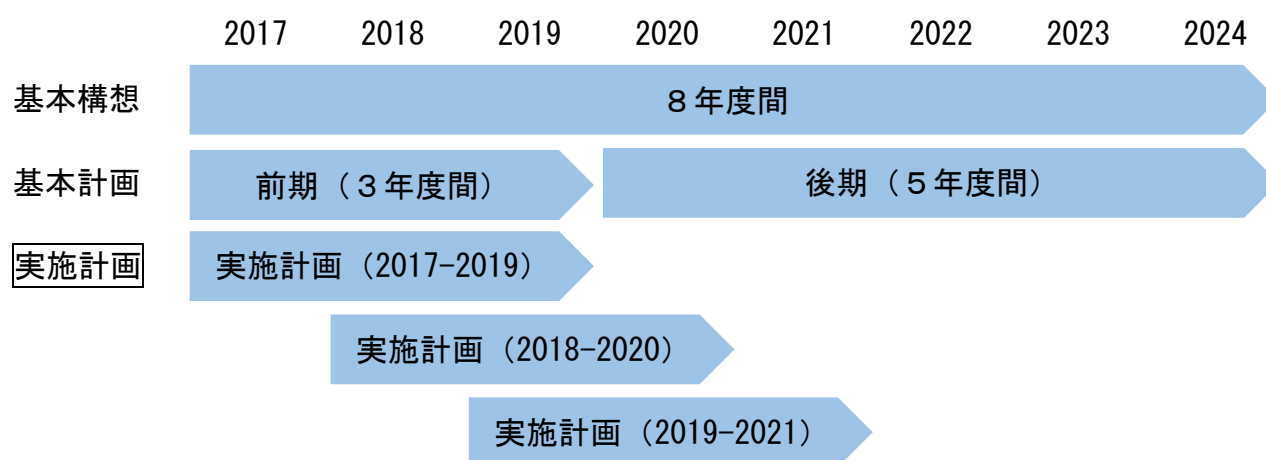 2017 2018 2019 2020 2021 2022 2023 2024
基本構想 8年度間
基本計画 前期（３年度間） 後期（５年度間）
実施計画 実施計画（2017-2019）
実施計画（2018-2020）
実施計画（2019-2021）